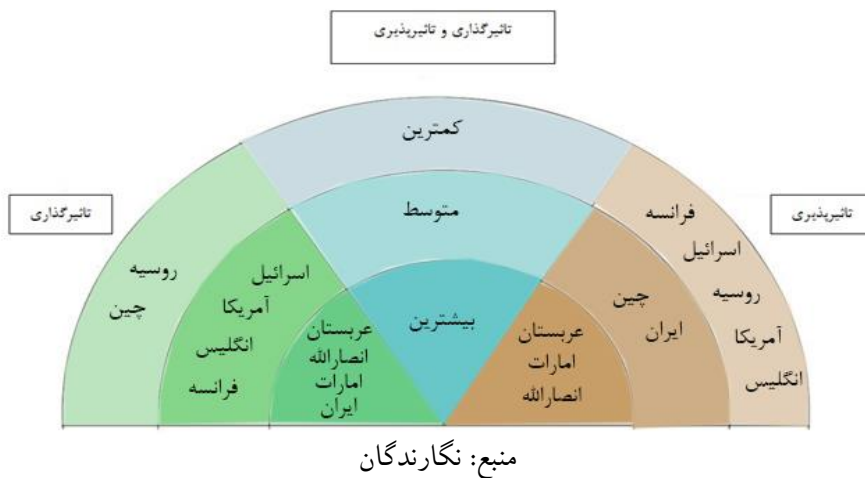 تاثیرگذاری و تاثیرپذیری
کمترین
متوسط
بیشترین
تاثیرپذیری
فرانسه
اسرائیل
روسیه
آمریکا
انگلیس
چین
ایران
عربستان
امارات
انصارالله
تاثیرگذاری
روسیه
چین
اسرائیل
آمریکا
انگلیس
فرانسه
عربستان
انصارالله
امارات
ایران
منبع: نگارندگان